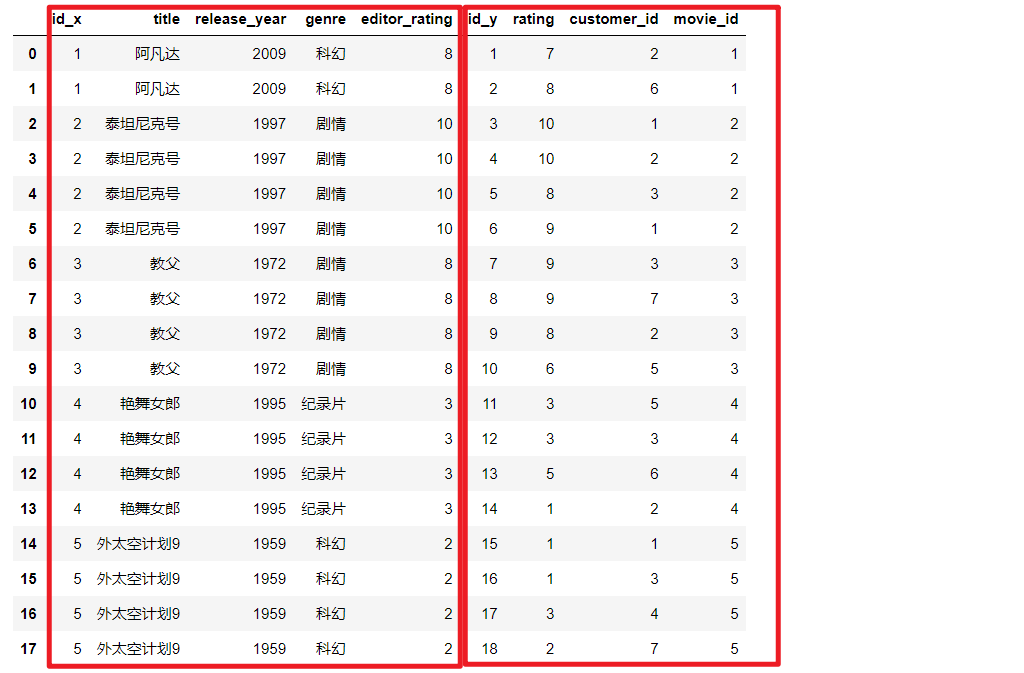 id_x title release_year genre editor_rating id_y rating customer_id movie_id
0 1 阿凡达 2009 科幻 8 1 7 2 1
1 1 阿凡达 2009 科幻 8 2 8 6 1
2 2 泰坦尼克号 1997 剧情 10 3 10 1 2
3 2 泰坦尼克号 1997 剧情 10 4 10 2 2
4 2 泰坦尼克号 1997 剧情 10 5 8 3 2
5 2 泰坦尼克号 1997 剧情 10 6 9 1 2
6 3 教父 1972 剧情 8 7 9 3 3
7 3 教父 1972 剧情 8 8 9 7 3
8 3 教父 1972 剧情 8 9 8 2 3
9 3 教父 1972 剧情 8 10 6 5 3
10 4 艳舞女郎 1995 纪录片 3 11 3 5 4
11 4 艳舞女郎 1995 纪录片 3 12 3 3 4
12 4 艳舞女郎 1995 纪录片 3 13 5 6 4
13 4 艳舞女郎 1995 纪录片 3 14 1 2 4
14 5 外太空计划9 1959 科幻 2 15 1 1 5
15 5 外太空计划9 1959 科幻 2 16 1 3 5
16 5 外太空计划9 1959 科幻 2 17 3 4 5
17 5 外太空计划9 1959 科幻 2 18 2 7 5